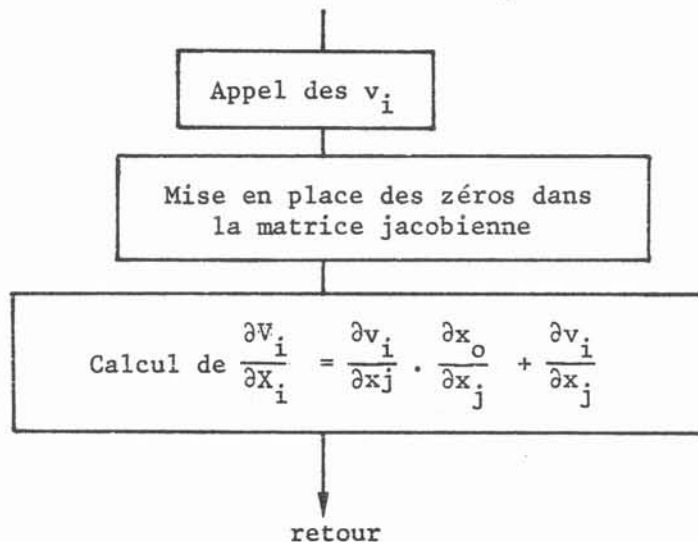 Appel des v_i
Mise en place des zéros dans
la matrice jacobienne
Calcul de ∂V_i/∂X_i = ∂v_i/∂xj . ∂x_o/∂x_j + ∂v_i/∂x_j
retour